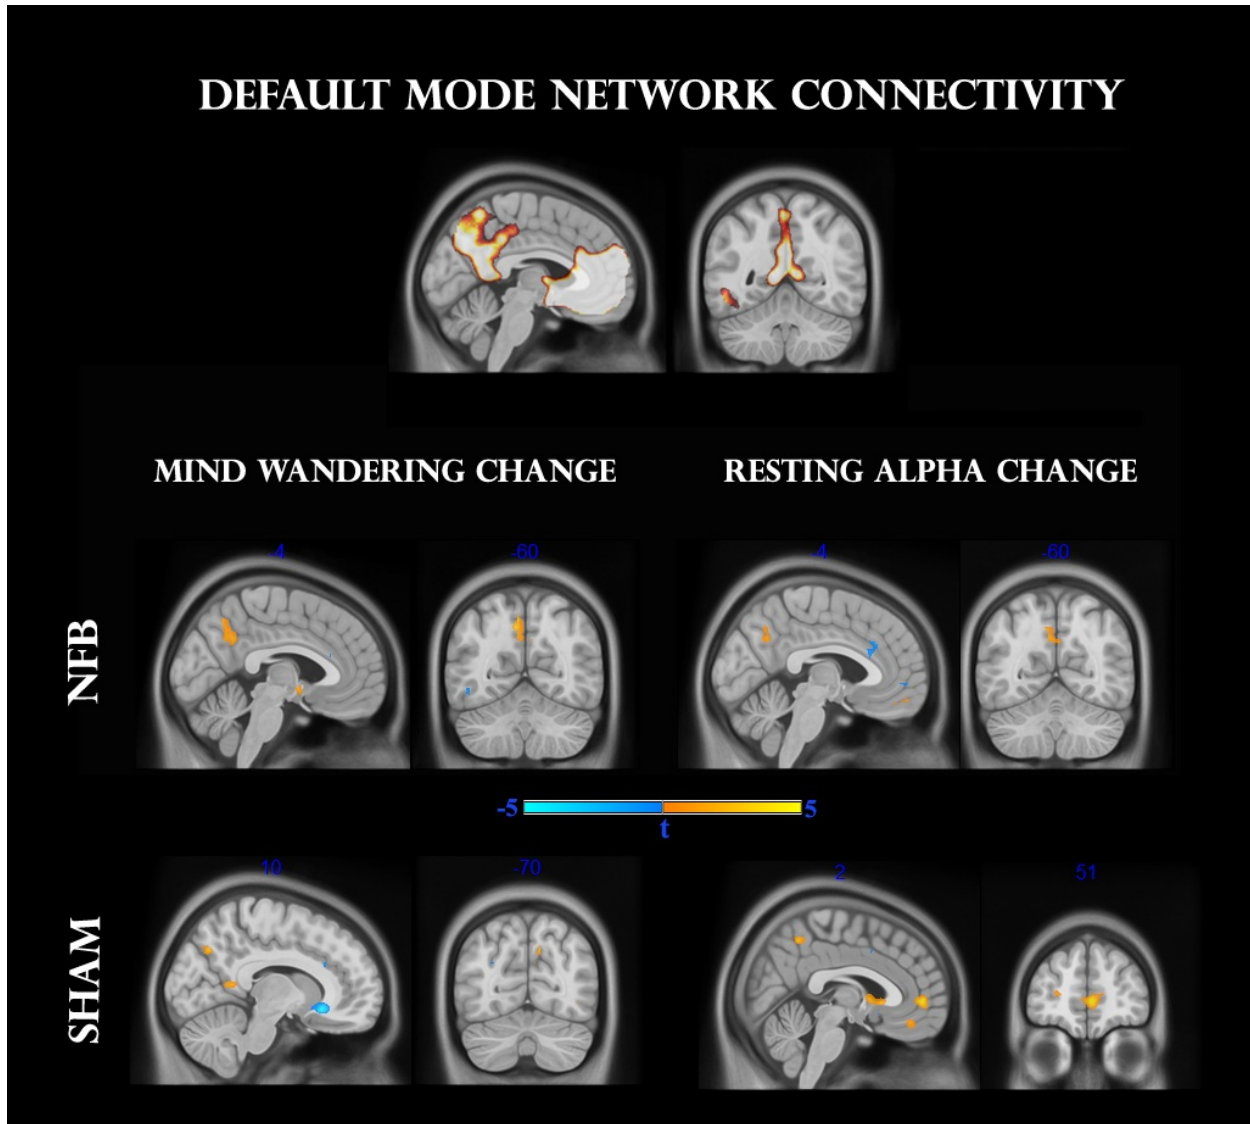 DEFAULT MODE NETWORK CONNECTIVITY
MIND WANDERING CHANGE
RESTING ALPHA CHANGE
NFB
-4
-60
-4
-60
-5
5
t
SHAM
10
-70
2
51